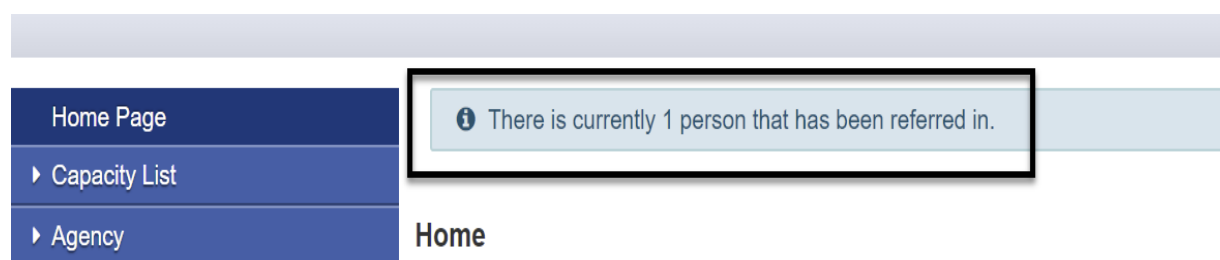 Home Page
Capacity List
Agency
There is currently 1 person that has been referred in.
Home